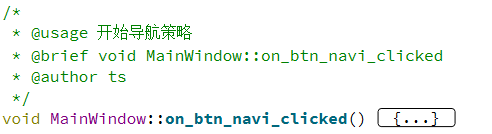 /*
* @usage 开始导航策略
* @brief void MainWindow::on_btn_navi_clicked
* @author ts
*/
void MainWindow::on_btn_navi_clicked() {...}